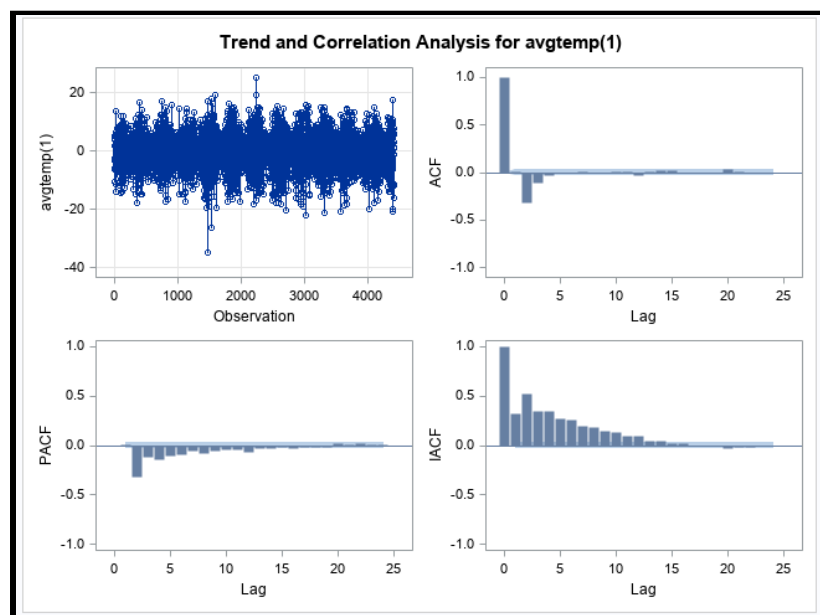 Trend and Correlation Analysis for avgtemp(1)
avgtemp(1)
20
0
-20
-40
0 1000 2000 3000 4000
Observation
ACF
1.0
0.5
0.0
-0.5
-1.0
0 5 10 15 20 25
Lag
PACF
1.0
0.5
0.0
-0.5
-1.0
0 5 10 15 20 25
Lag
IACF
1.0
0.5
0.0
-0.5
-1.0
0 5 10 15 20 25
Lag